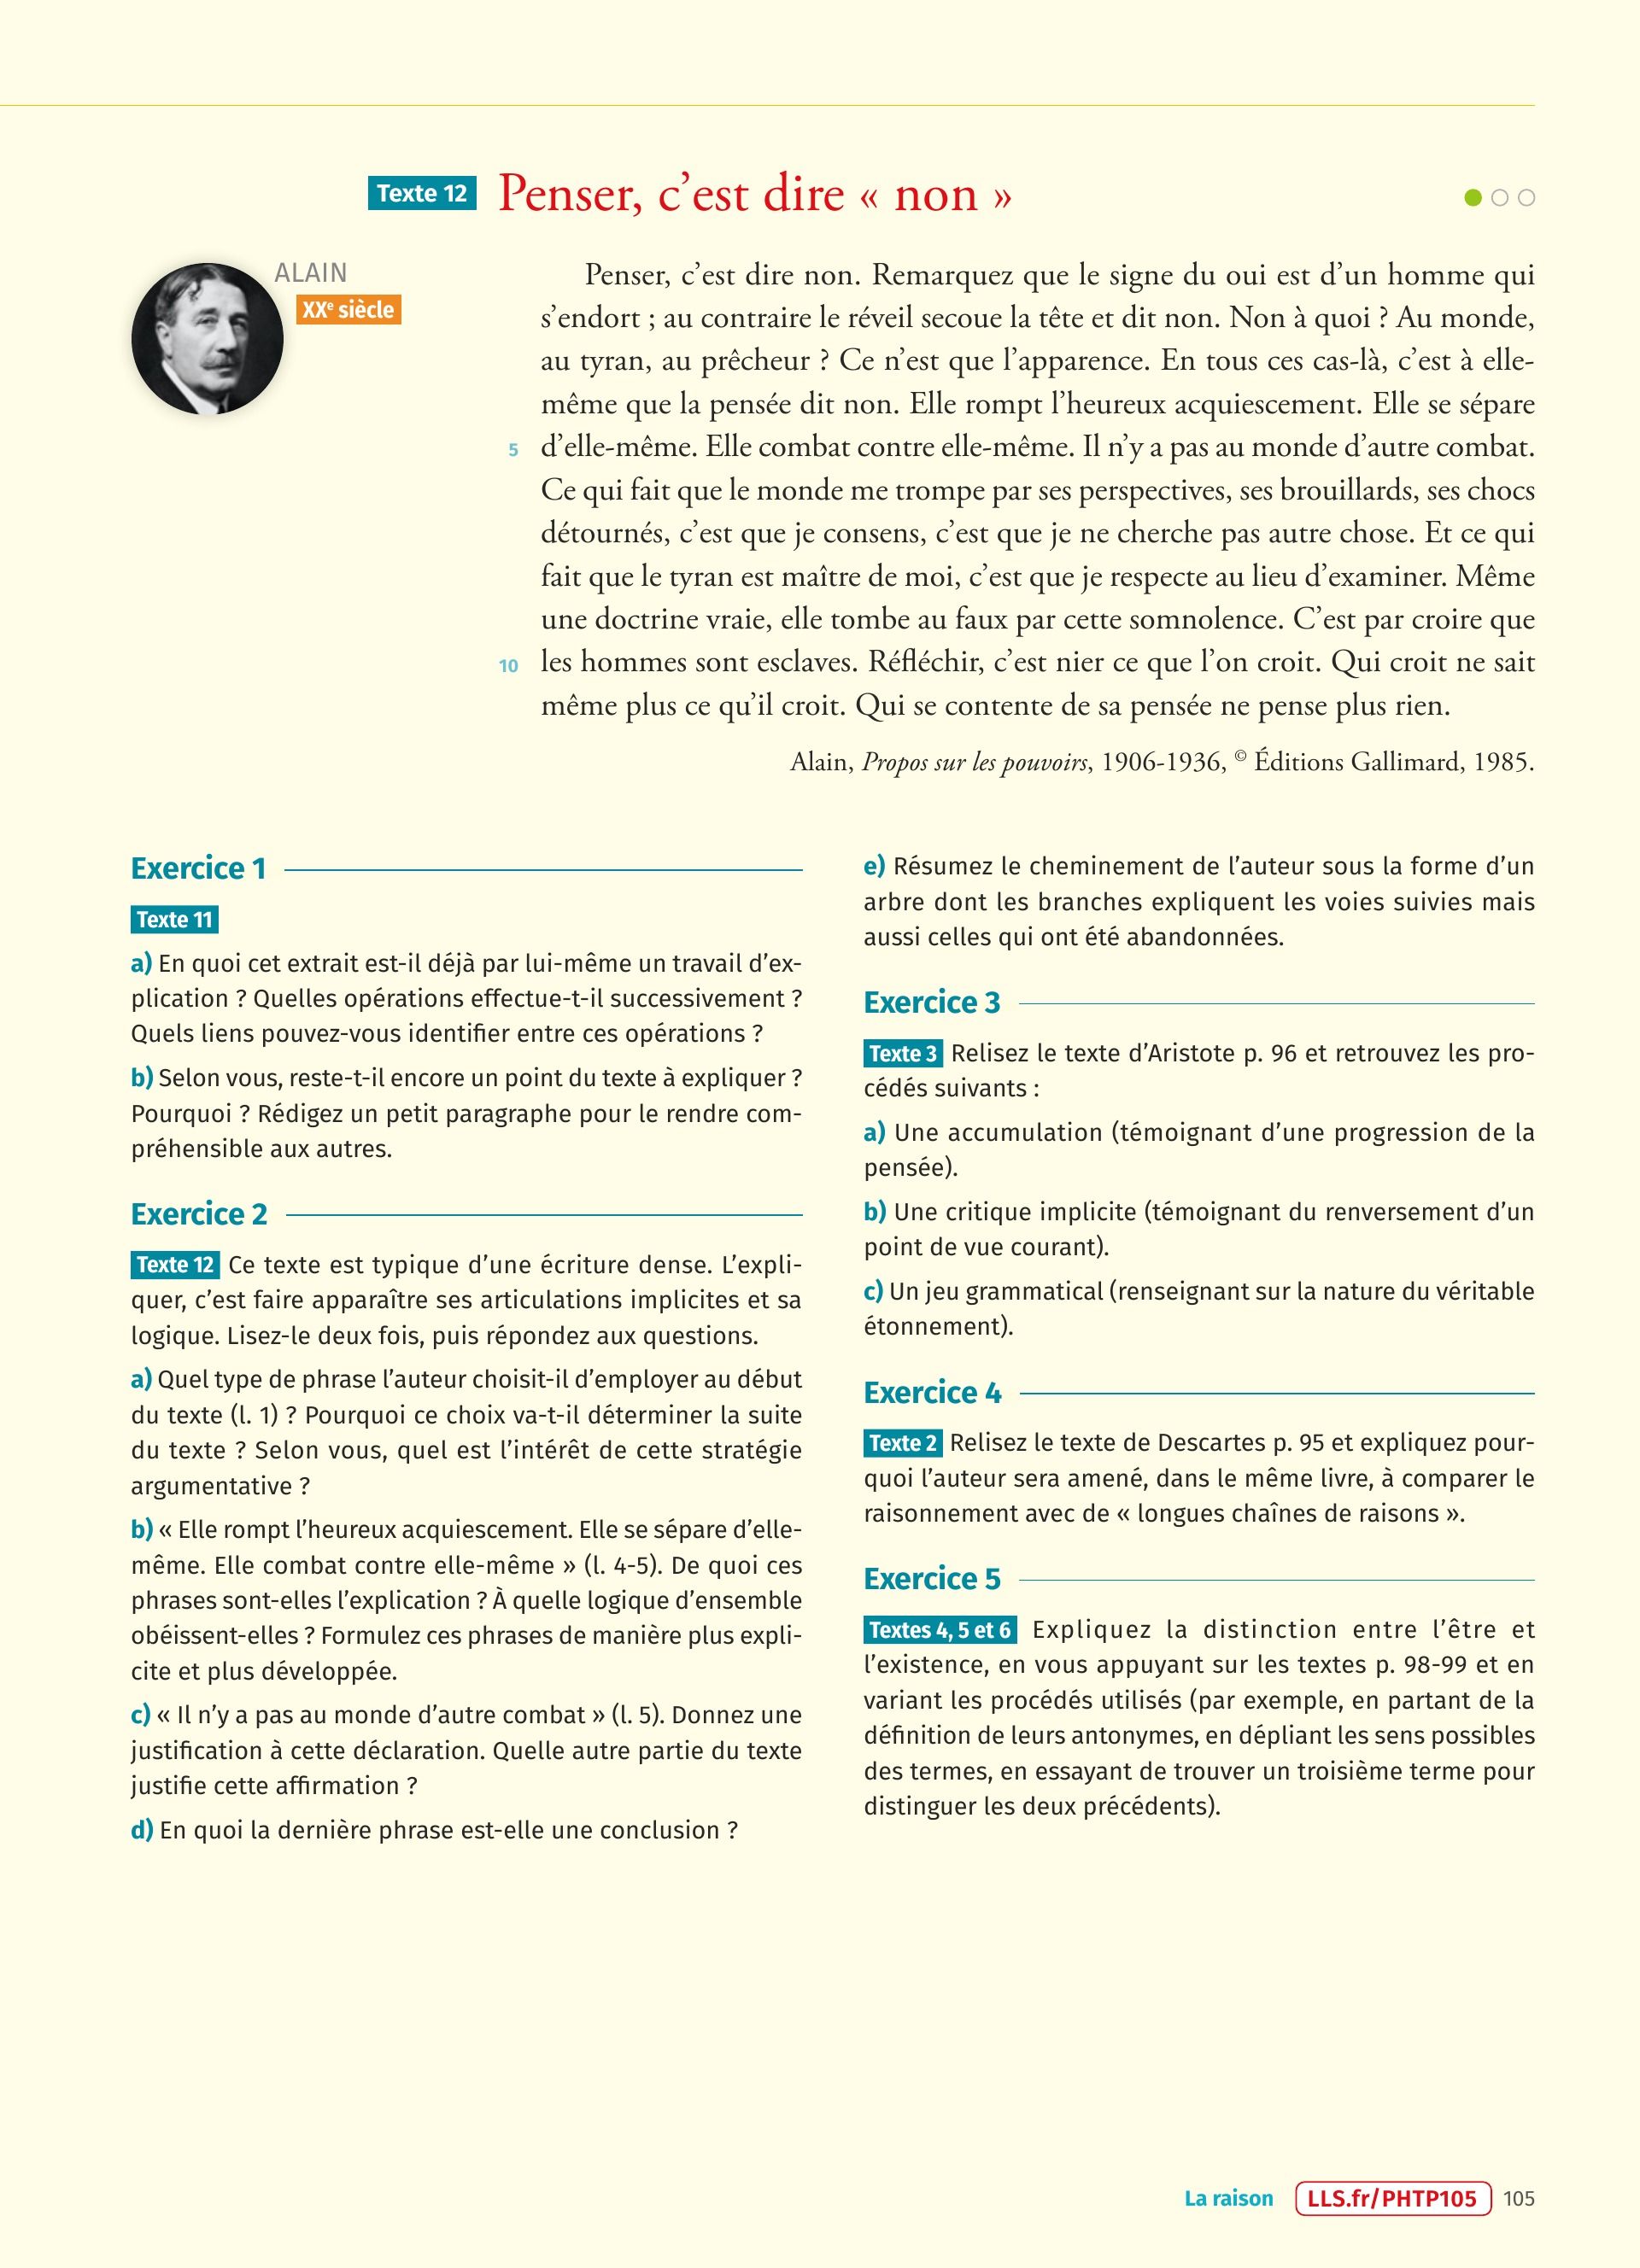 Texte 12 Penser, c’est dire « non »
ALAIN
XXe siècle
Penser, c’est dire non. Remarquez que le signe du oui est d’un homme qui
s’endort ; au contraire le réveil secoue la tête et dit non. Non à quoi ? Au monde,
au tyran, au prêcheur ? Ce n’est que l’apparence. En tous ces cas-là, c’est à elle-
même que la pensée dit non. Elle rompt l’heureux acquiescement. Elle se sépare
5 d’elle-même. Elle combat contre elle-même. Il n’y a pas au monde d’autre combat.
Ce qui fait que le monde me trompe par ses perspectives, ses brouillards, ses chocs
détournés, c’est que je consens, c’est que je ne cherche pas autre chose. Et ce qui
fait que le tyran est maître de moi, c’est que je respecte au lieu d’examiner. Même
une doctrine vraie, elle tombe au faux par cette somnolence. C’est par croire que
10 les hommes sont esclaves. Réfléchir, c’est nier ce que l’on croit. Qui croit ne sait
même plus ce qu’il croit. Qui se contente de sa pensée ne pense plus rien.
Alain, Propos sur les pouvoirs, 1906-1936, © Éditions Gallimard, 1985.
Exercice 1
Texte 11
a) En quoi cet extrait est-il déjà par lui-même un travail d’ex-
plication ? Quelles opérations effectue-t-il successivement ?
Quels liens pouvez-vous identifier entre ces opérations ?
b) Selon vous, reste-t-il encore un point du texte à expliquer ?
Pourquoi ? Rédigez un petit paragraphe pour le rendre com-
préhensible aux autres.
Exercice 2
Texte 12 Ce texte est typique d’une écriture dense. L’expli-
quer, c’est faire apparaître ses articulations implicites et sa
logique. Lisez-le deux fois, puis répondez aux questions.
a) Quel type de phrase l’auteur choisit-il d’employer au début
du texte (l. 1) ? Pourquoi ce choix va-t-il déterminer la suite
du texte ? Selon vous, quel est l’intérêt de cette stratégie
argumentative ?
b) « Elle rompt l’heureux acquiescement. Elle se sépare d’elle-
même. Elle combat contre elle-même » (l. 4-5). De quoi ces
phrases sont-elles l’explication ? À quelle logique d’ensemble
obéissent-elles ? Formulez ces phrases de manière plus expli-
cite et plus développée.
c) « Il n’y a pas au monde d’autre combat » (l. 5). Donnez une
justification à cette déclaration. Quelle autre partie du texte
justifie cette affirmation ?
d) En quoi la dernière phrase est-elle une conclusion ?
e) Résumez le cheminement de l’auteur sous la forme d’un
arbre dont les branches expliquent les voies suivies mais
aussi celles qui ont été abandonnées.
Exercice 3
Texte 3 Relisez le texte d’Aristote p. 96 et retrouvez les pro-
cédés suivants :
a) Une accumulation (témoignant d’une progression de la
pensée).
b) Une critique implicite (témoignant du renversement d’un
point de vue courant).
c) Un jeu grammatical (renseignant sur la nature du véritable
étonnement).
Exercice 4
Texte 2 Relisez le texte de Descartes p. 95 et expliquez pour-
quoi l’auteur sera amené, dans le même livre, à comparer le
raisonnement avec de « longues chaînes de raisons ».
Exercice 5
Textes 4, 5 et 6 Expliquez la distinction entre l’être et
l’existence, en vous appuyant sur les textes p. 98-99 et en
variant les procédés utilisés (par exemple, en partant de la
définition de leurs antonymes, en dépliant les sens possibles
des termes, en essayant de trouver un troisième terme pour
distinguer les deux précédents).
La raison LLS.fr/PHTP105 105